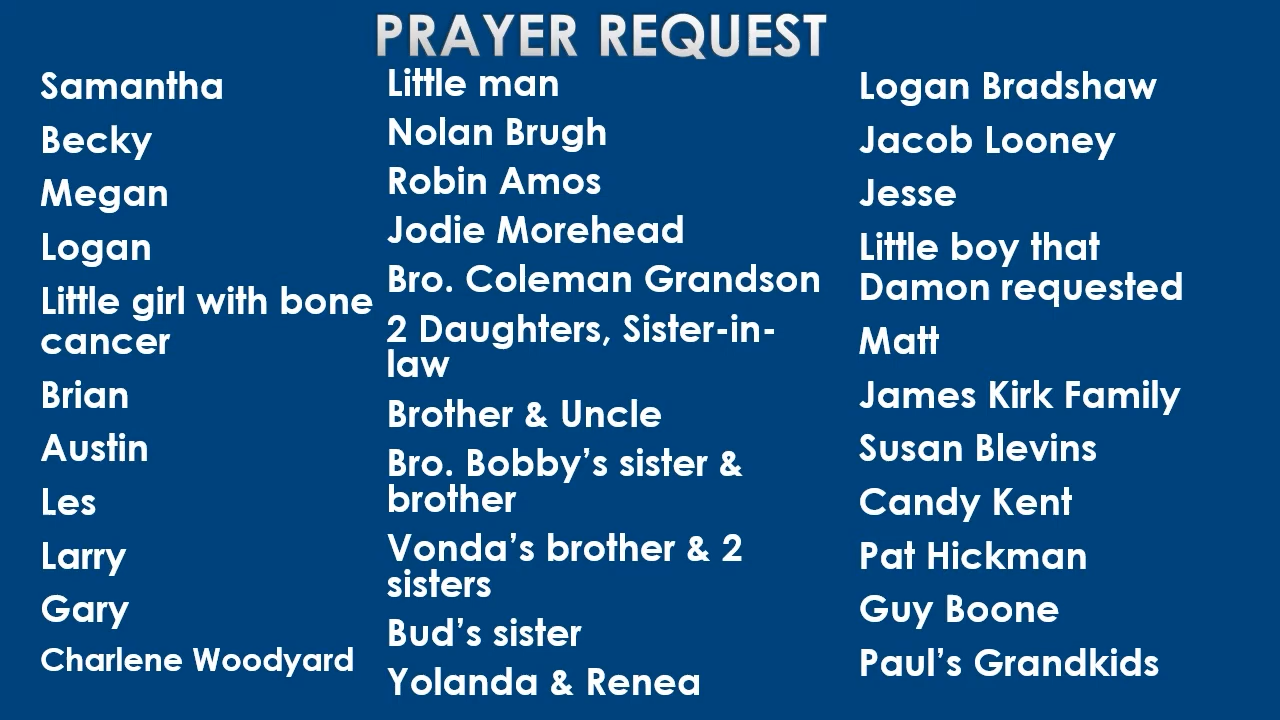 PRAYER REQUEST
Samantha
Becky
Megan
Logan
Little girl with bone
cancer
Brian
Austin
Les
Larry
Gary
Charlene Woodyard
Little man
Nolan Brugh
Robin Amos
Jodie Morehead
Bro. Coleman Grandson
2 Daughters, Sister-in-
law
Brother & Uncle
Bro. Bobby’s sister &
brother
Vonda’s brother & 2
sisters
Bud’s sister
Yolanda & Renea
Logan Bradshaw
Jacob Looney
Jesse
Little boy that
Damon requested
Matt
James Kirk Family
Susan Blevins
Candy Kent
Pat Hickman
Guy Boone
Paul’s Grandkids